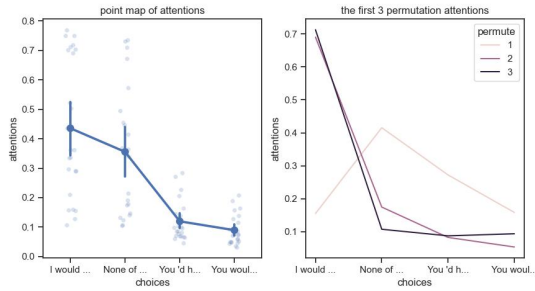 point map of attentions
0.8
0.7
0.6
0.5
0.4
0.3
0.2
0.1
0.0
attentions
I would ...
None of ...
You 'd h...
You woul...
choices
the first 3 permutation attentions
0.7
0.6
0.5
0.4
0.3
0.2
0.1
attentions
permute
1
2
3
I would ...
None of ...
You 'd h...
You woul...
choices